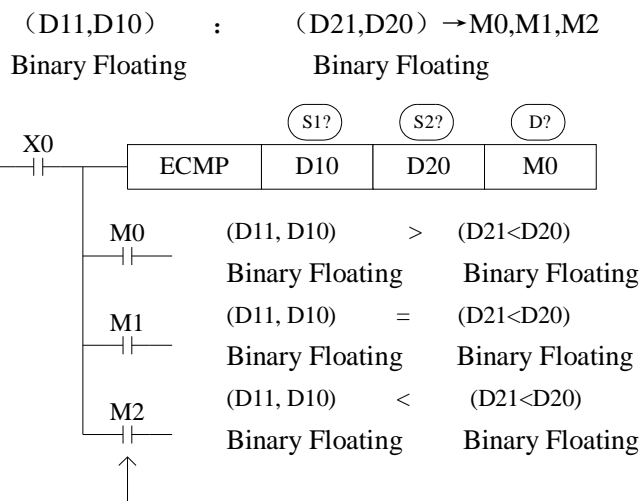 （D11,D10） ： （D21,D20）→M0,M1,M2
Binary Floating Binary Floating
S1? S2? D?
X0
ECMP D10 D20 M0
M0 (D11, D10) > (D21<D20)
Binary Floating Binary Floating
M1 (D11, D10) = (D21<D20)
Binary Floating Binary Floating
M2 (D11, D10) < (D21<D20)
Binary Floating Binary Floating